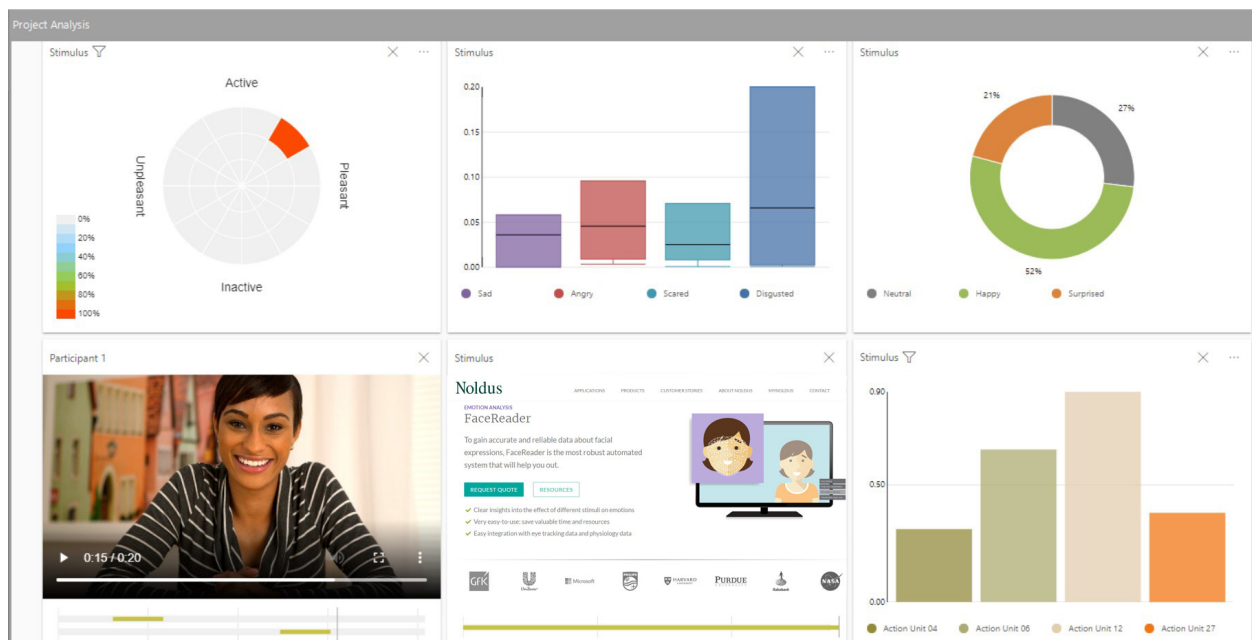 Project Analysis
Stimulus
Active
Unpleasant
Pleasant
Inactive
0%
20%
40%
60%
80%
100%
Stimulus
0.20
0.15
0.10
0.05
0.00
Sad Angry Scared Disgusted
Stimulus
21%
27%
52%
Neutral Happy Surprised
Participant 1
0:15 / 0:20
Stimulus
Noldus
APPLICATIONS PRODUCTS CUSTOMER STORIES ABOUT NOLDUS MYNOLDUS CONTACT
EMOTION ANALYSIS
FaceReader
To gain accurate and reliable data about facial
expressions, FaceReader is the most robust automated
system that will help you out.
REQUEST QUOTE RESOURCES
Clear insights into the effect of different stimuli on emotions
Very easy-to-use: save valuable time and resources
Easy integration with eye tracking data and physiology data
GfK Unilever Microsoft PHILIPS HARVARD PURDUE Rabobank NASA
Stimulus
0.90
0.50
0.00
Action Unit 04 Action Unit 06 Action Unit 12 Action Unit 27